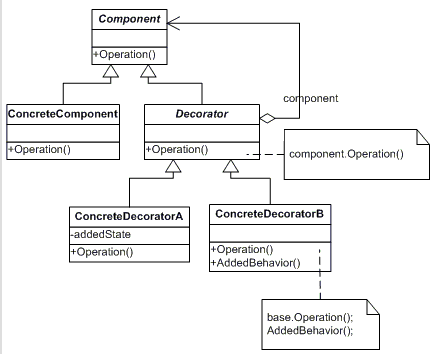 Component
+Operation()
component
ConcreteComponent
+Operation()
Decorator
+Operation()
component.Operation()
ConcreteDecoratorA
-addedState
+Operation()
ConcreteDecoratorB
+Operation()
+AddedBehavior()
base.Operation();
AddedBehavior();